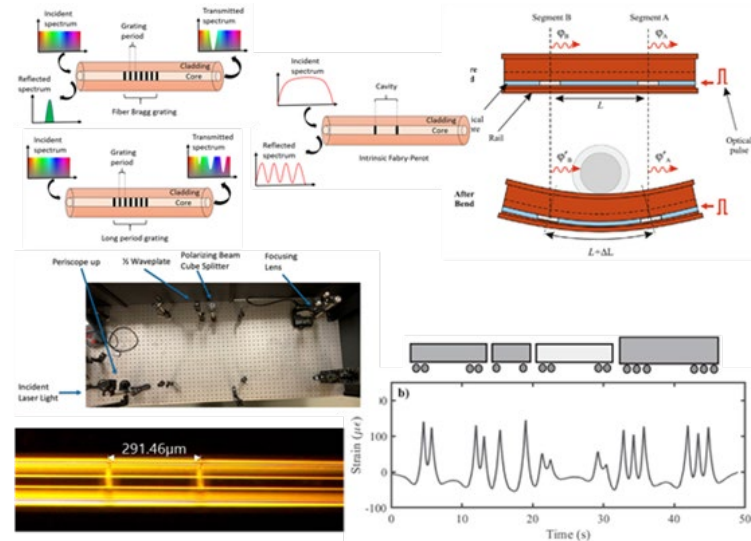 Incident
spectrum
Grating
period
Transmitted
spectrum
Cladding
Core
Reflected
spectrum
Fiber Bragg grating
Incident
spectrum
Grating
period
Transmitted
spectrum
Cladding
Core
Long period grating
Incident
spectrum
Cavity
Cladding
Core
Reflected
spectrum
Intrinsic Fabry-Perot
Segment B
Segment A
φB
φA
L
Rail
Optical
pulse
φ'B
φ'A
After
Bend
L+ΔL
Periscope up
½ Waveplate
Polarizing Beam
Cube Splitter
Focusing
Lens
Incident
Laser Light
291.46μm
b)
Strain (με)
100
0
-100
0
10
20
30
40
50
Time (s)